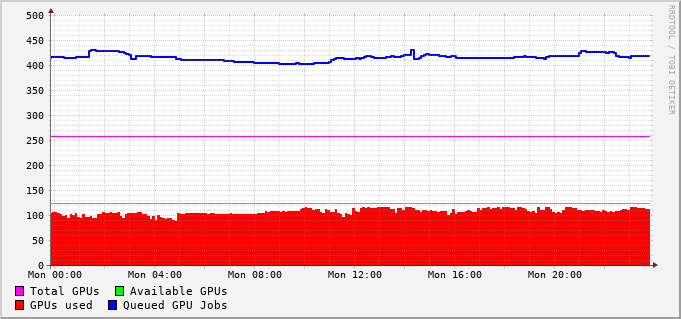 500
450
400
350
300
250
200
150
100
50
0
Mon 00:00 Mon 04:00 Mon 08:00 Mon 12:00 Mon 16:00 Mon 20:00
Total GPUs Available GPUs
GPUs used Queued GPU Jobs
RRDTOOL / TOBI OETIKER